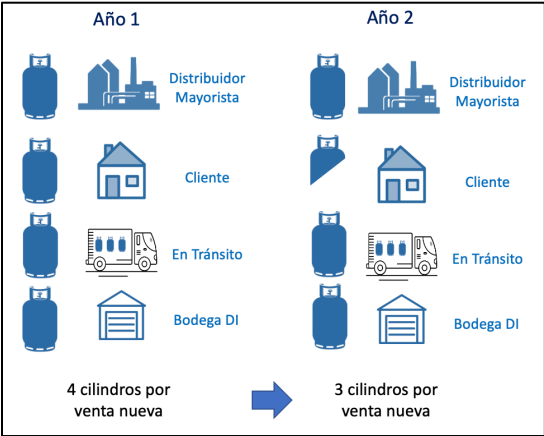 Año 1
Distribuidor
Mayorista
Cliente
En Tránsito
Bodega DI
4 cilindros por
venta nueva
Año 2
Distribuidor
Mayorista
Cliente
En Tránsito
Bodega DI
3 cilindros por
venta nueva